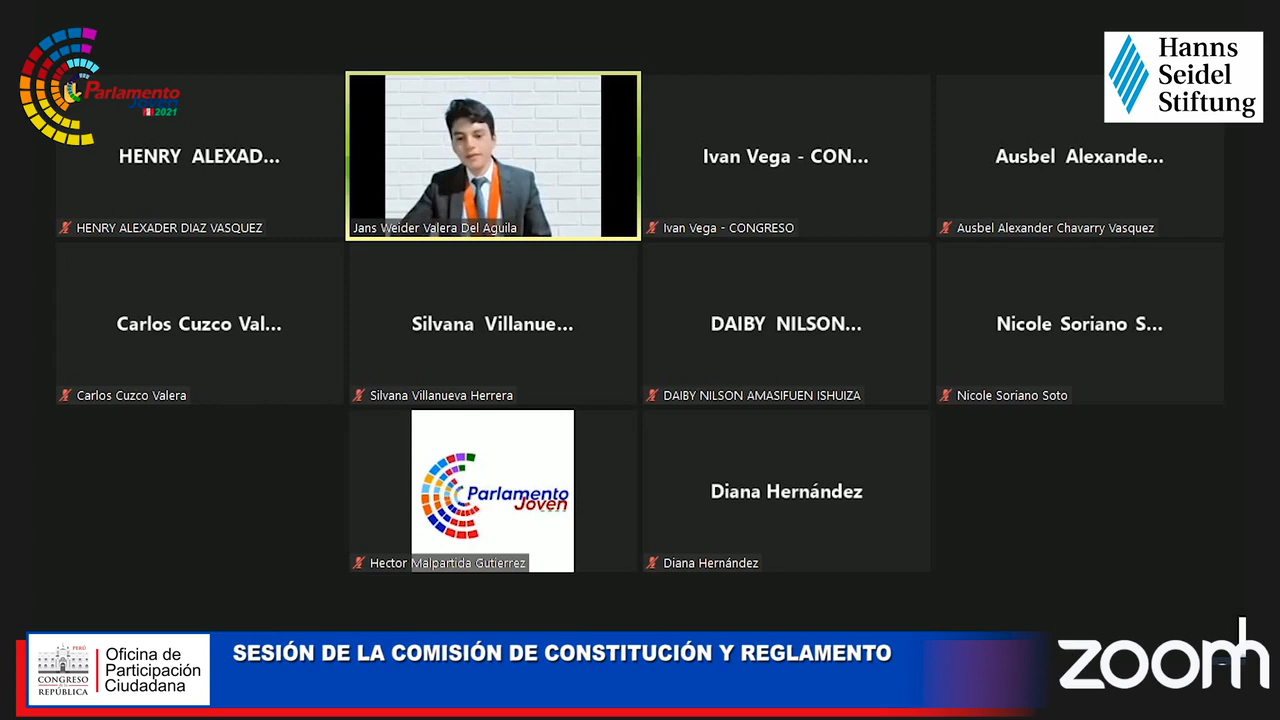 Parlamento
Joven
2021
Hanns
Seidel
Stiftung
HENRY ALEXAD...
Ivan Vega - CON...
Ausbel Alexande...
HENRY ALEXADER DIAZ VASQUEZ
Jans Weider Valera Del Aguila
Ivan Vega - CONGRESO
Ausbel Alexander Chavarry Vasquez
Carlos Cuzco Val...
Silvana Villanue...
DAIBY NILSON...
Nicole Soriano S...
Carlos Cuzco Valera
Silvana Villanueva Herrera
DAIBY NILSON AMASIFUEN ISHUIZA
Nicole Soriano Soto
Parlamento
Joven
Diana Hernández
Hector Malpartida Gutierrez
Diana Hernández
PERÚ
CONGRESO
de la
REPÚBLICA
Oficina de
Participación
Ciudadana
SESIÓN DE LA COMISIÓN DE CONSTITUCIÓN Y REGLAMENTO
zoom